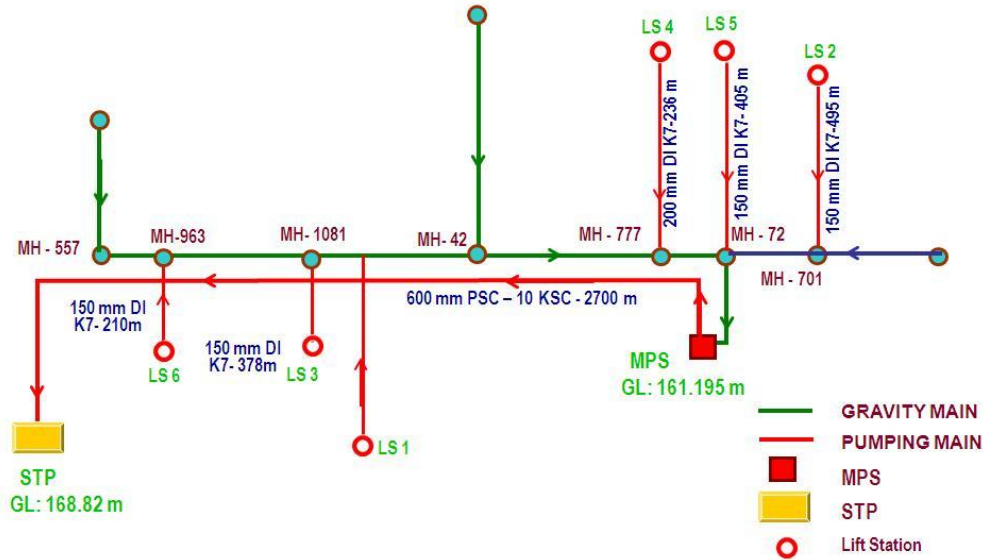 LS 4
LS 5
LS 2
200 mm DI K7-236 m
150 mm DI K7- 405 m
150 mm DI K7-495 m
MH - 557
MH-963
MH- 1081
MH- 42
MH - 777
MH - 72
MH - 701
150 mm DI
K7- 210m
600 mm PSC – 10 KSC - 2700 m
150 mm DI
K7- 378m
LS 6
LS 3
LS 1
MPS
GL: 161.195 m
STP
GL: 168.82 m
GRAVITY MAIN
PUMPING MAIN
MPS
STP
Lift Station